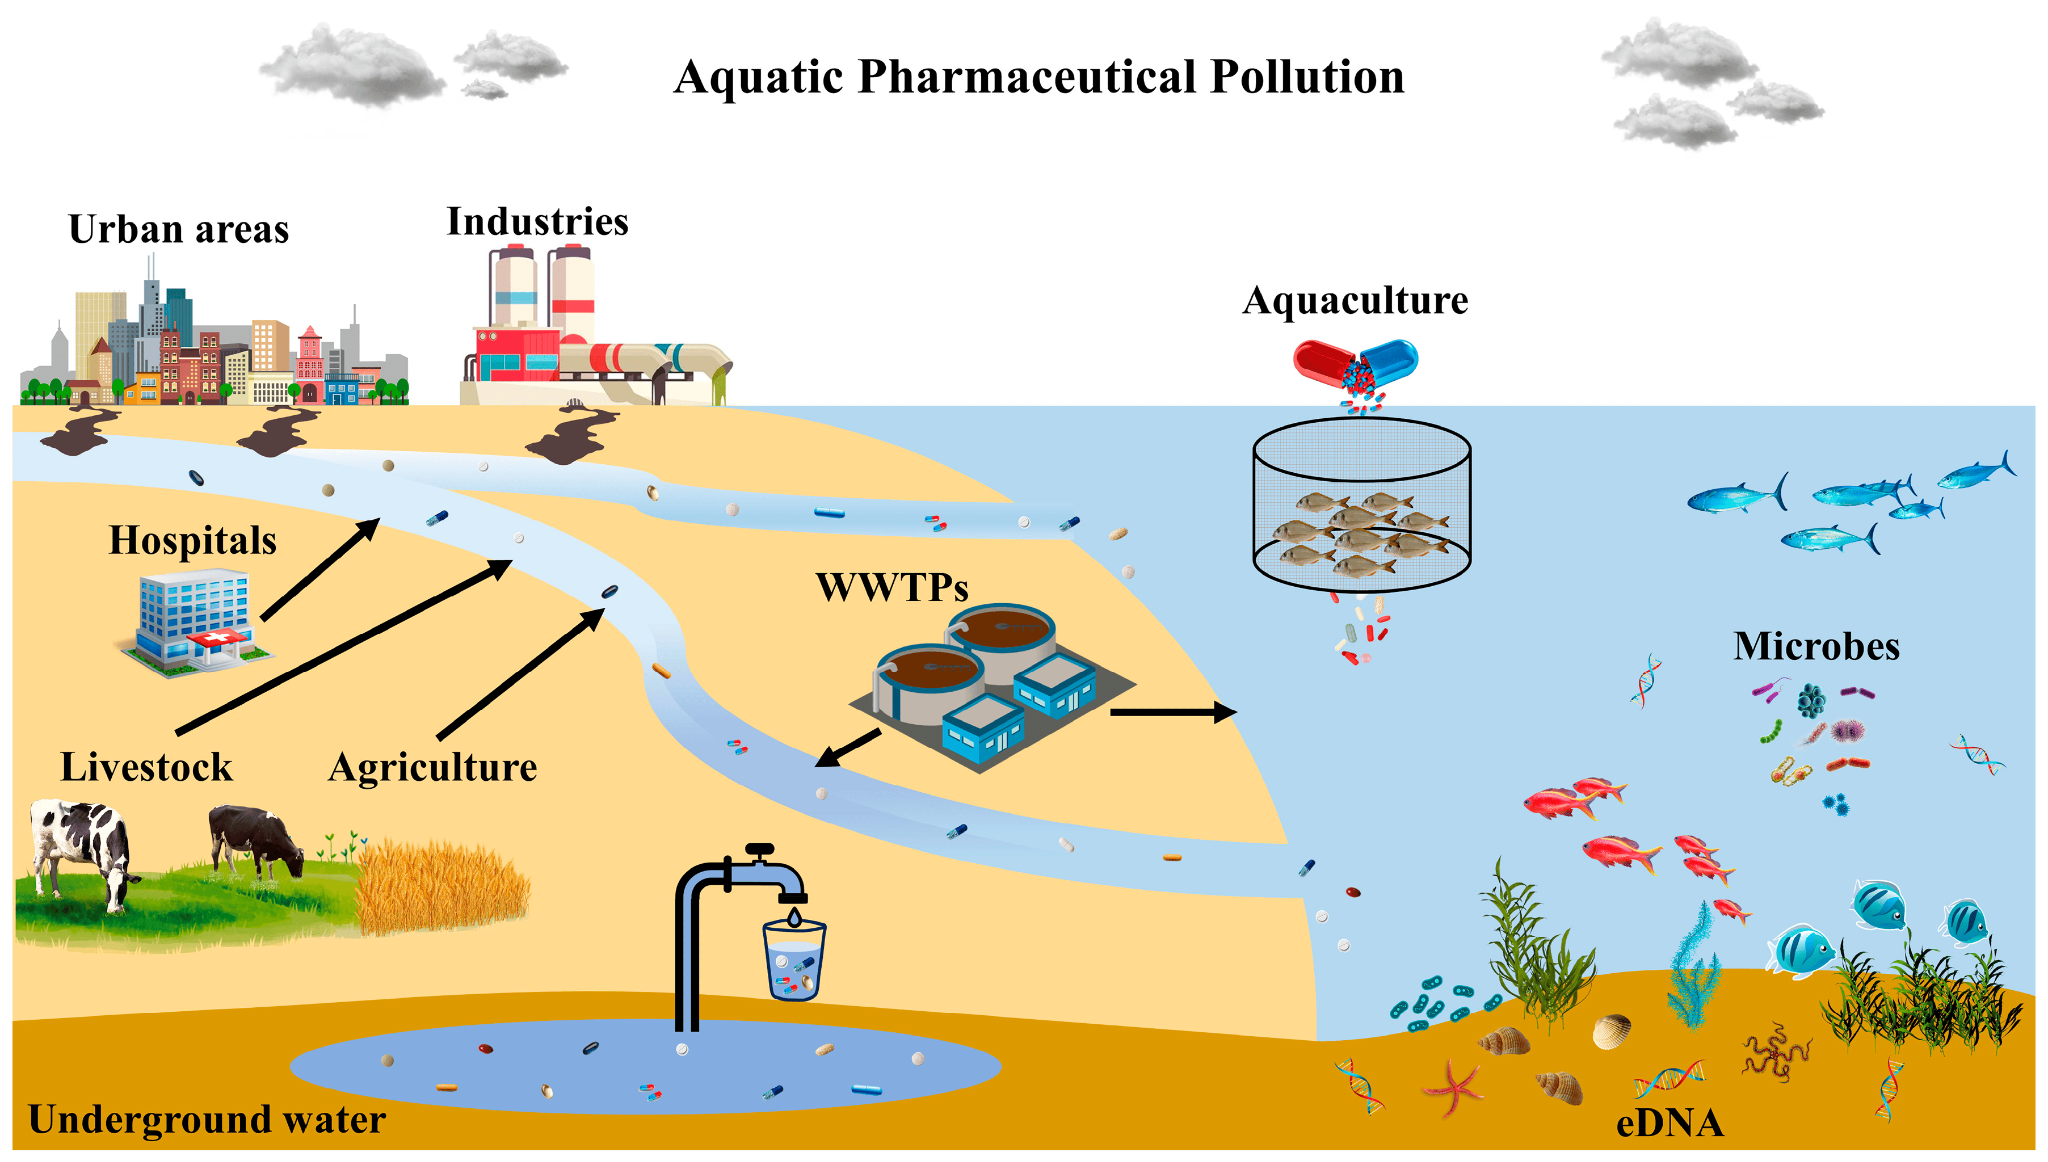 Aquatic Pharmaceutical Pollution
Urban areas
Industries
Aquaculture
Hospitals
WWTPs
Microbes
Livestock
Agriculture
Underground water
eDNA